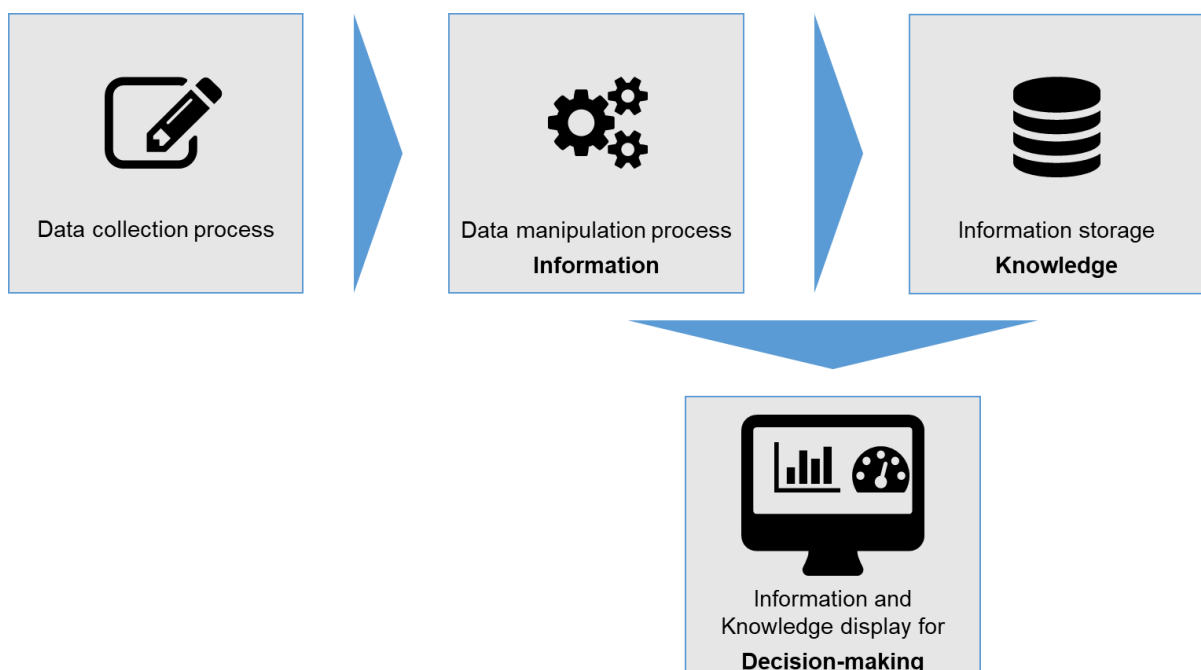 Data collection process
Data manipulation process
Information
Information storage
Knowledge
Information and
Knowledge display for
Decision-making